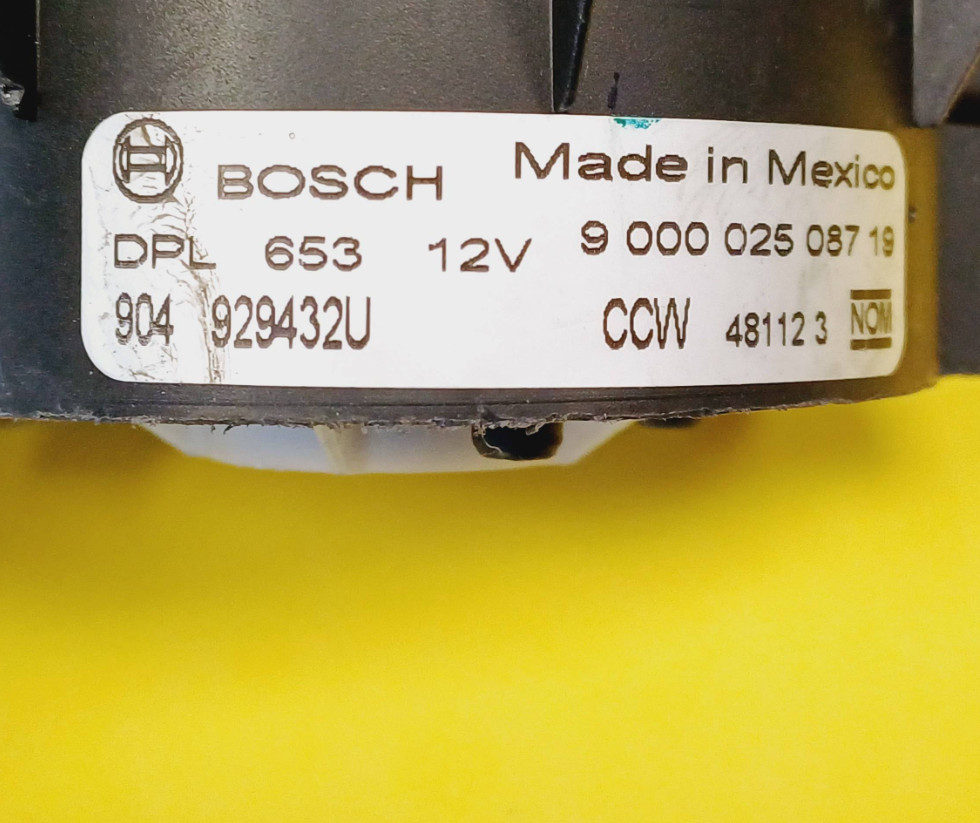 BOSCH Made in Mexico
DPL 653 12V 9 000 025 087 19
904 929432U CCW 48112 3 NOM